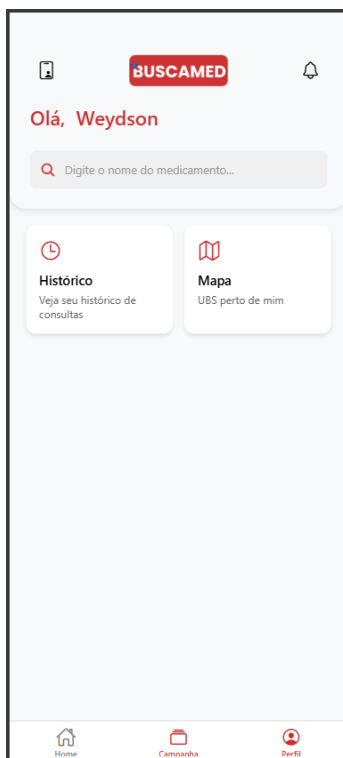 BUSCAMED
Olá, Weydson
Digite o nome do medicamento...
Histórico
Veja seu histórico de
consultas
Mapa
UBS perto de mim
Home
Campanha
Perfil